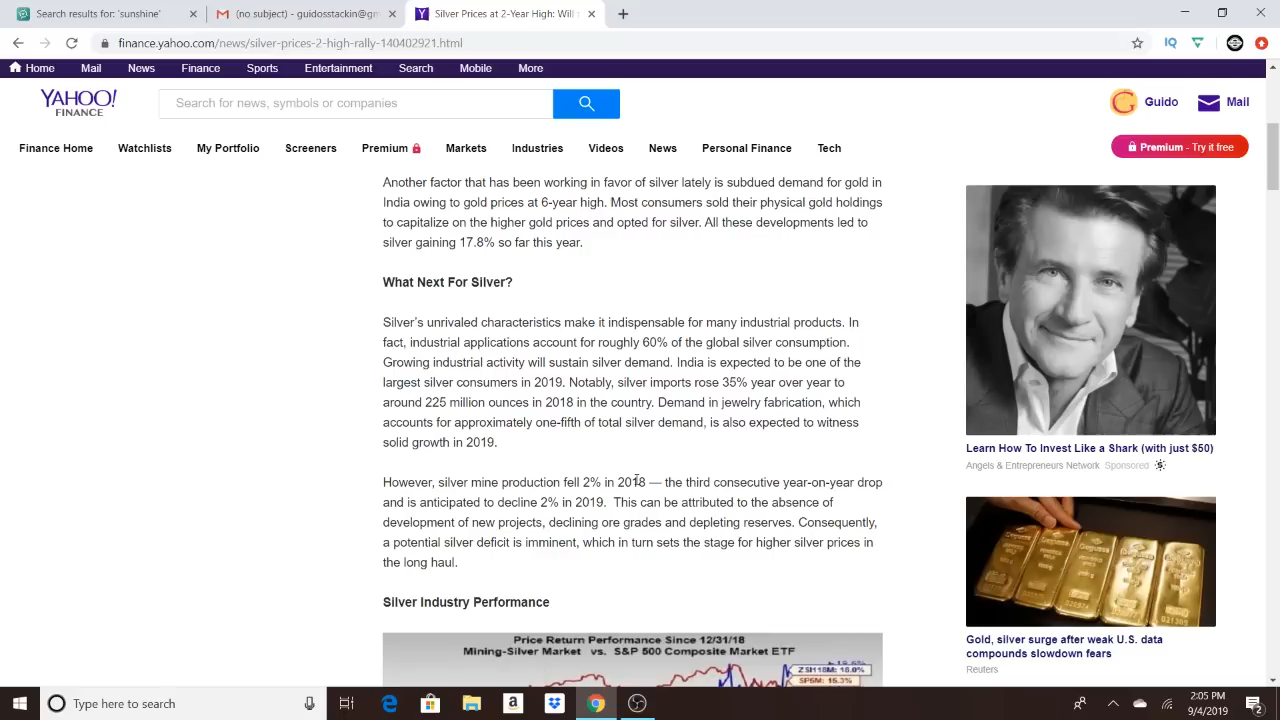 Search results for 'sunshine'
(no subject) - guidosstack@gm
Silver Prices at 2-Year High: Will
finance.yahoo.com/news/silver-prices-2-high-rally-140402921.html
Home Mail News Finance Sports Entertainment Search Mobile More
YAHOO!
FINANCE
Search for news, symbols or companies
Guido
Mail
Finance Home Watchlists My Portfolio Screeners Premium Markets Industries Videos News Personal Finance Tech
Premium - Try it free
Another factor that has been working in favor of silver lately is subdued demand for gold in
India owing to gold prices at 6-year high. Most consumers sold their physical gold holdings
to capitalize on the higher gold prices and opted for silver. All these developments led to
silver gaining 17.8% so far this year.
What Next For Silver?
Silver's unrivaled characteristics make it indispensable for many industrial products. In
fact, industrial applications account for roughly 60% of the global silver consumption.
Growing industrial activity will sustain silver demand. India is expected to be one of the
largest silver consumers in 2019. Notably, silver imports rose 35% year over year to
around 225 million ounces in 2018 in the country. Demand in jewelry fabrication, which
accounts for approximately one-fifth of total silver demand, is also expected to witness
solid growth in 2019.
However, silver mine production fell 2% in 2018 — the third consecutive year-on-year drop
and is anticipated to decline 2% in 2019. This can be attributed to the absence of
development of new projects, declining ore grades and depleting reserves. Consequently,
a potential silver deficit is imminent, which in turn sets the stage for higher silver prices in
the long haul.
Silver Industry Performance
Price Return Performance Since 12/31/18
Mining-Silver Market vs. S&P 500 Composite Market ETF
Learn How To Invest Like a Shark (with just $50)
Angels & Entrepreneurs Network Sponsored
Gold, silver surge after weak U.S. data
compounds slowdown fears
Reuters
Type here to search
2:05 PM
9/4/2019